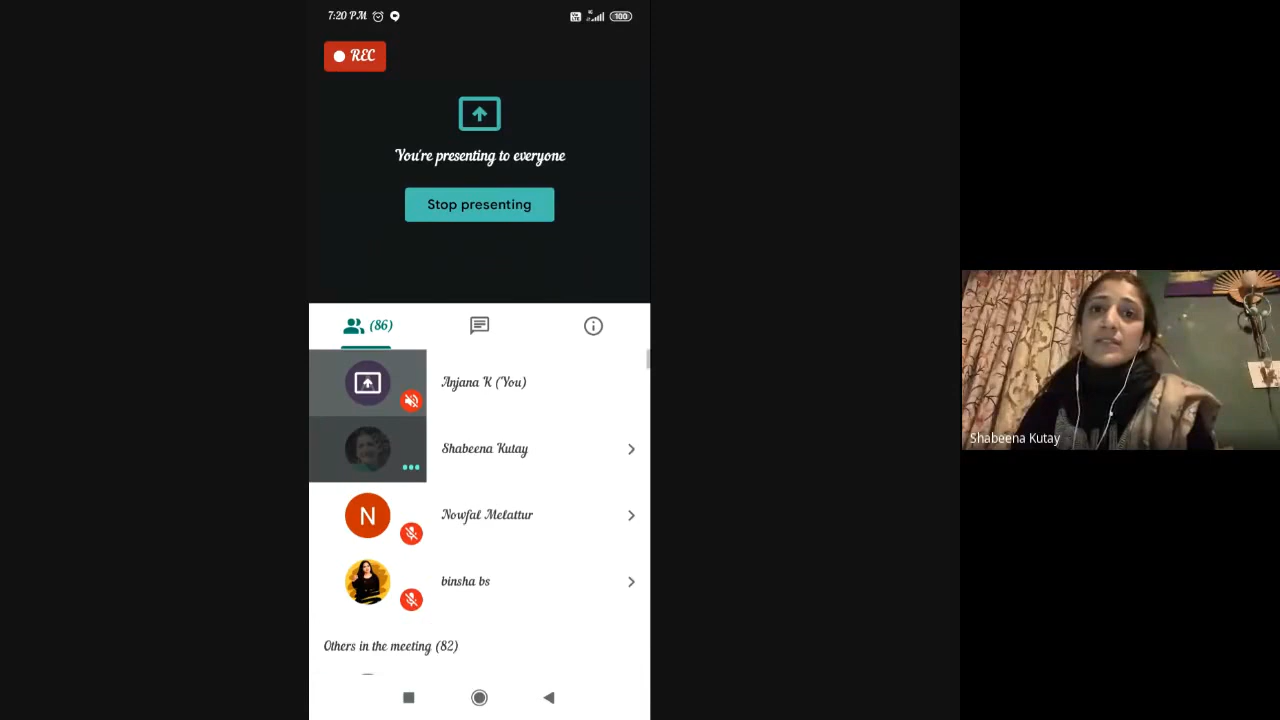 7:20 P.M
100
REC
You're presenting to everyone
Stop presenting
(86)
Anjana K (You)
Shabeena Kutay
N
Nowfal Melattur
binsha bs
Others in the meeting (82)
Shabeena Kutay